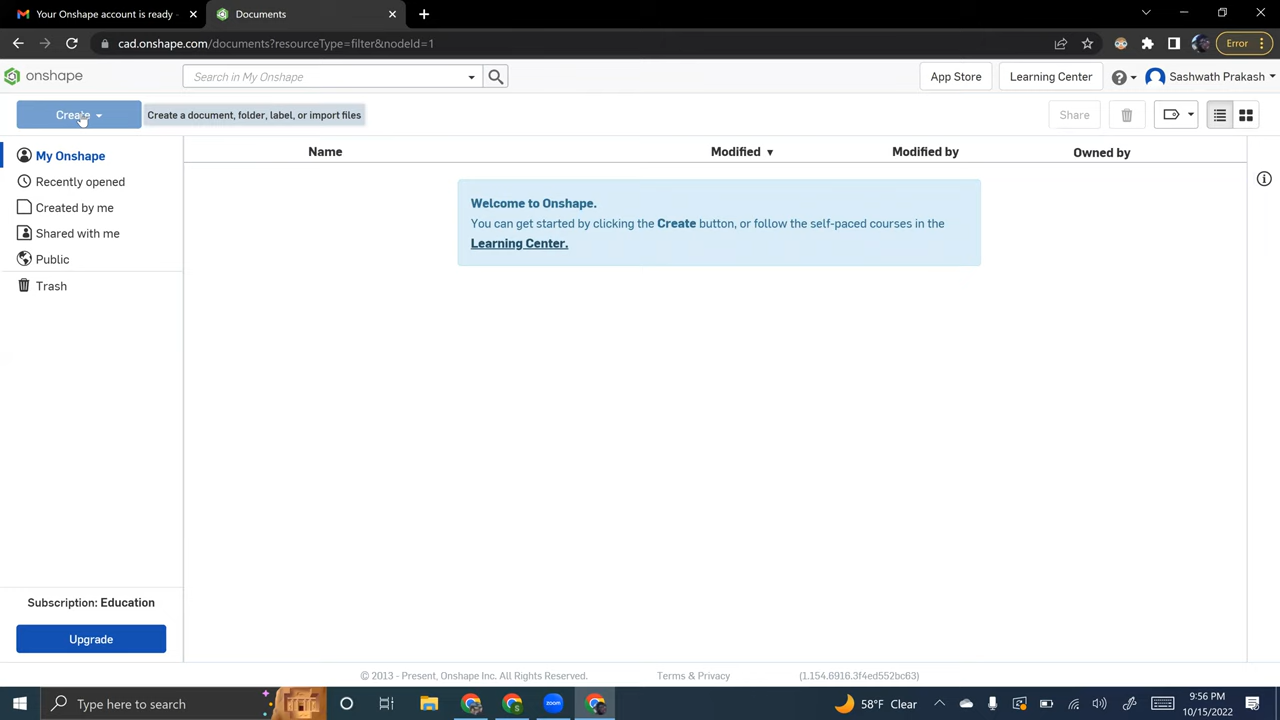 Your Onshape account is ready -
Documents
cad.onshape.com/documents?resourceType=filter&nodeId=1
Error
onshape
Search in My Onshape
App Store
Learning Center
Sashwath Prakash
Create
Create a document, folder, label, or import files
Share
My Onshape
Recently opened
Created by me
Shared with me
Public
Trash
Name
Modified
Modified by
Owned by
Welcome to Onshape.
You can get started by clicking the Create button, or follow the self-paced courses in the
Learning Center.
Subscription: Education
Upgrade
© 2013 - Present, Onshape Inc. All Rights Reserved.
Terms & Privacy
(1.154.6916.3f4ed552bc63)
Type here to search
zoom
58°F Clear
9:56 PM
10/15/2022